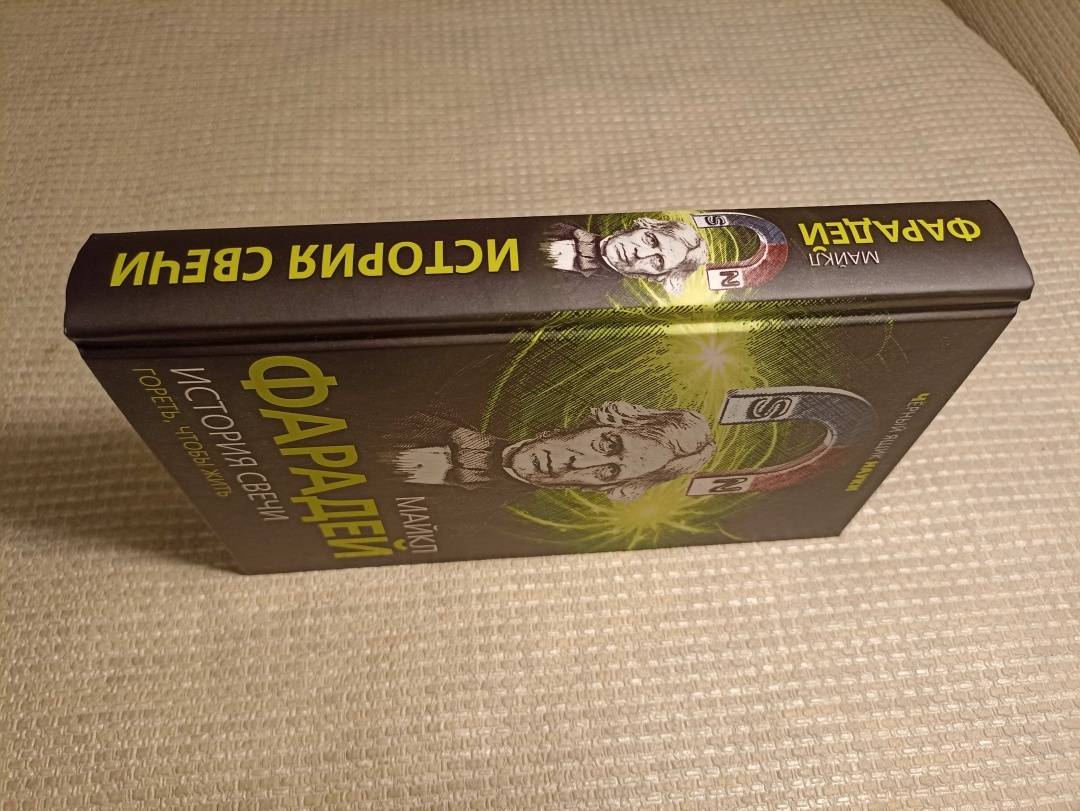 МАЙКЛ
ФАРАДЕЙ
S
N
ИСТОРИЯ СВЕЧИ
ЧЕРНЫЙ ЯЩИК НАУКИ
S
N
МАЙКЛ
ФАРАДЕЙ
ИСТОРИЯ СВЕЧИ
ГОРЕТЬ, ЧТОБЫ ЖИТЬ